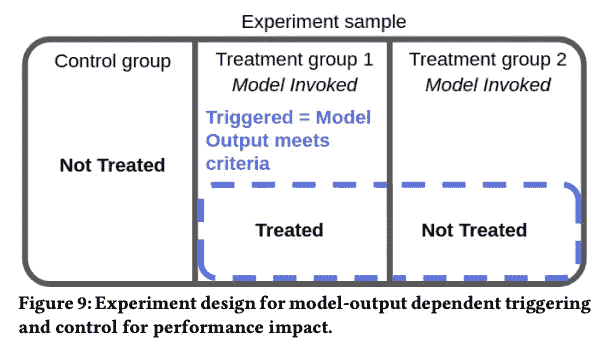 Experiment sample
Control group
Treatment group 1
Treatment group 2
Model Invoked
Model Invoked
Triggered = Model
Output meets
criteria
Not Treated
Treated
Not Treated
Figure 9: Experiment design for model-output dependent triggering
and control for performance impact.